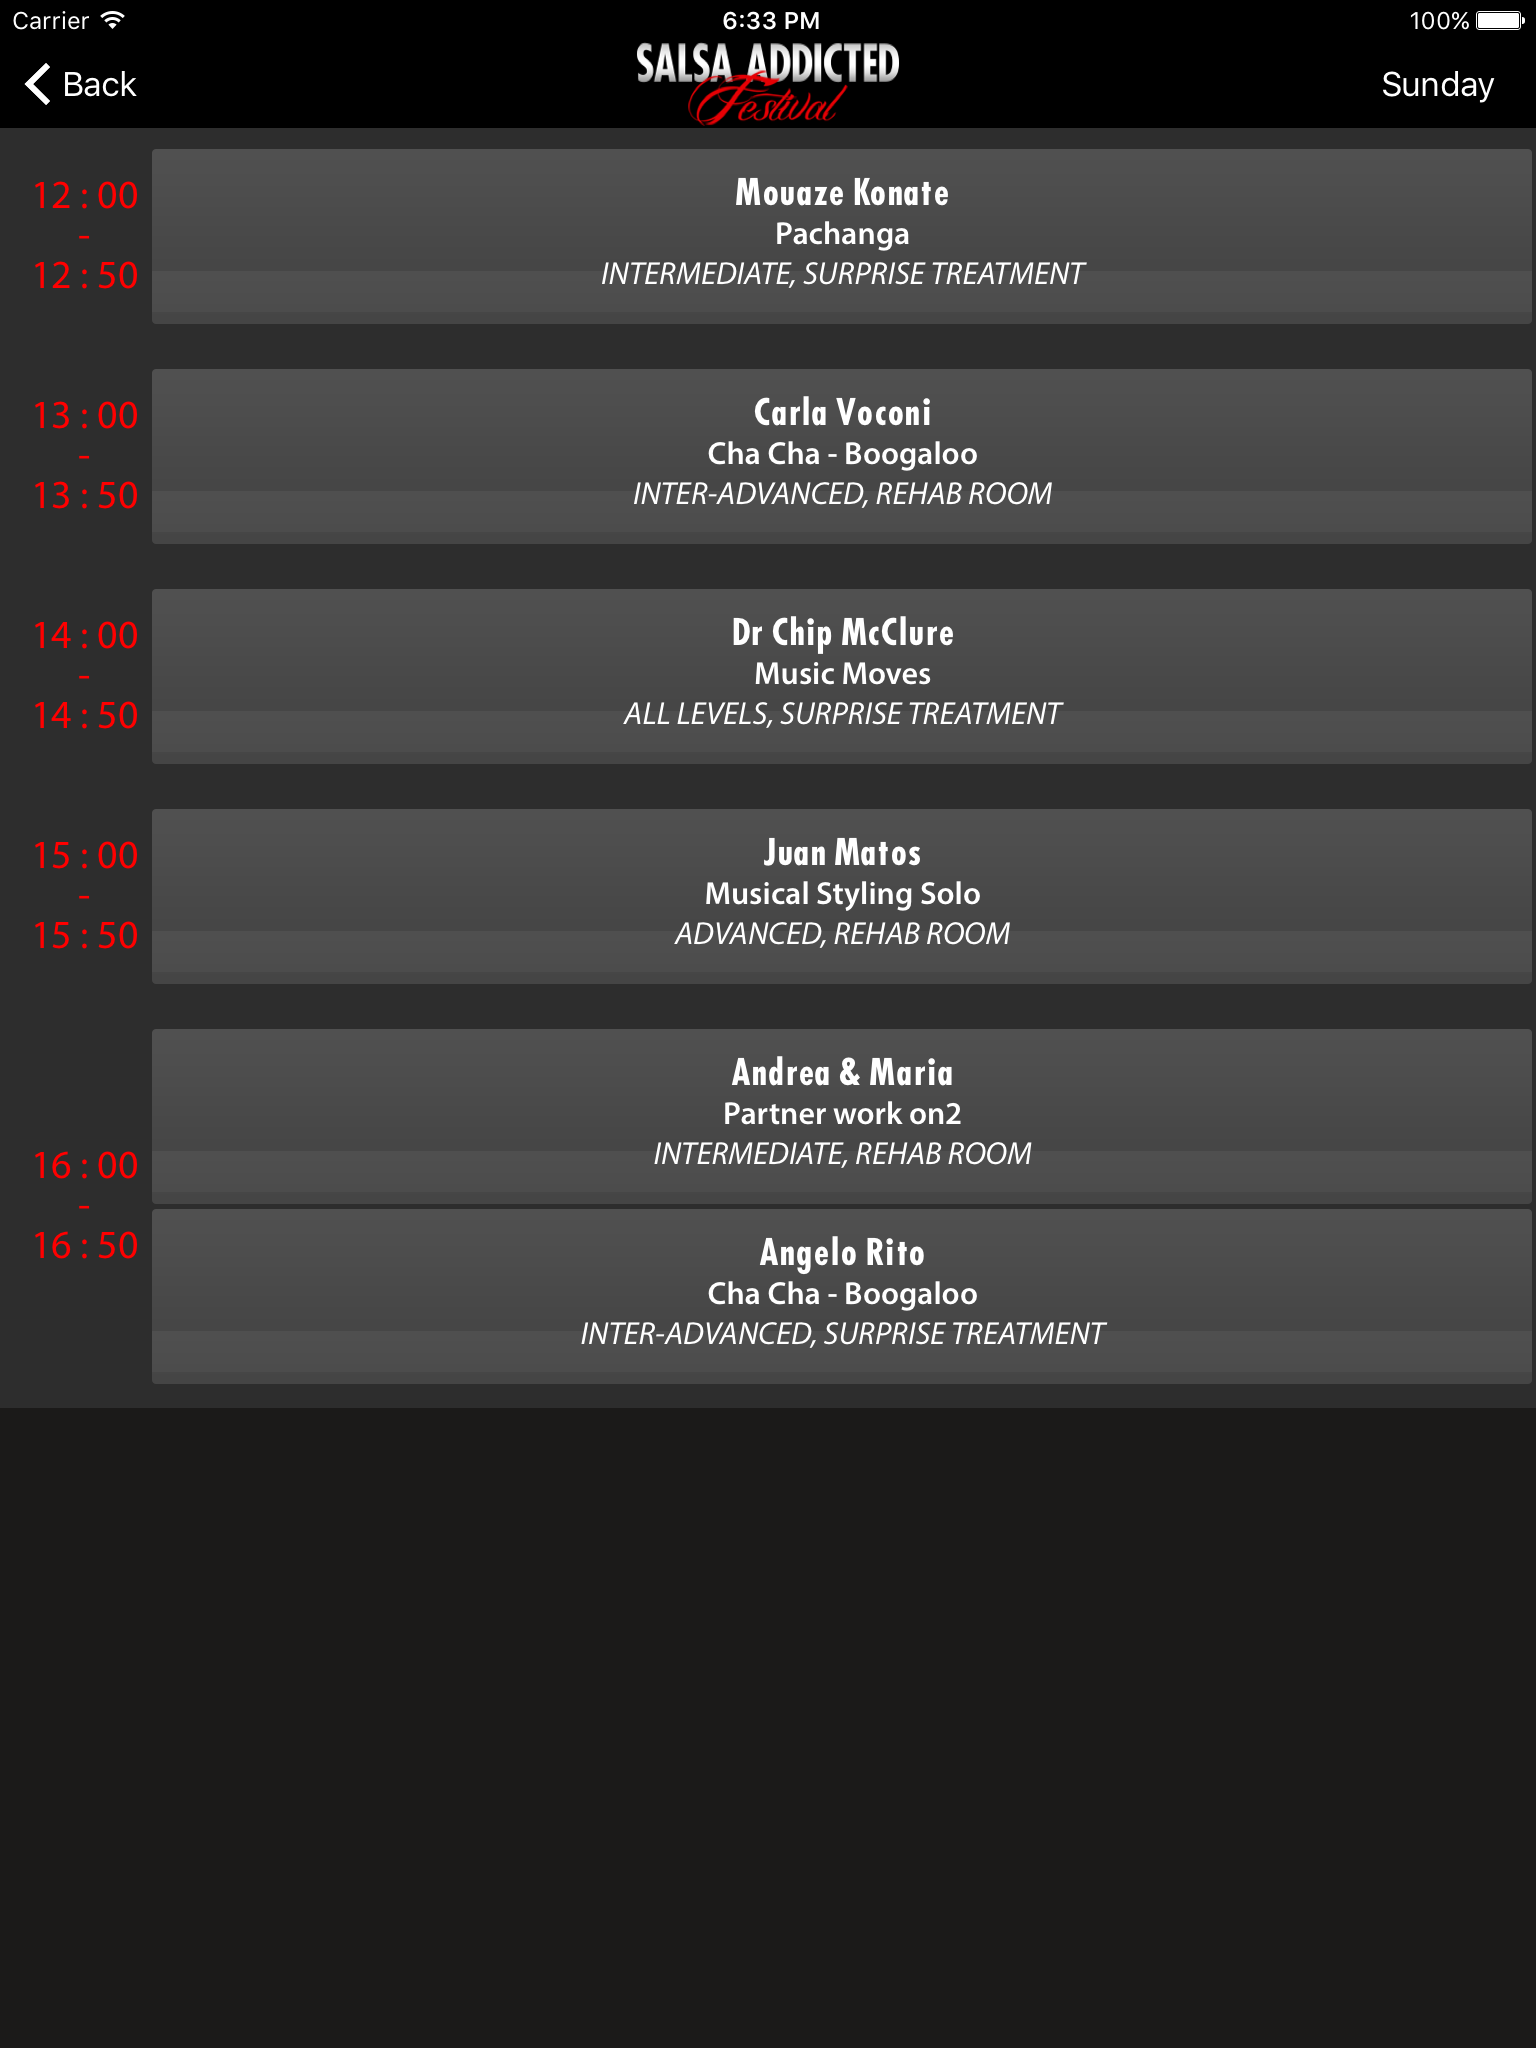 Carrier 6:33 PM 100%
Back SALSA ADDICTED Sunday
Festival
12 : 00
-
12 : 50
Mouaze Konate
Pachanga
INTERMEDIATE, SURPRISE TREATMENT
13 : 00
-
13 : 50
Carla Voconi
Cha Cha - Boogaloo
INTER-ADVANCED, REHAB ROOM
14 : 00
-
14 : 50
Dr Chip McClure
Music Moves
ALL LEVELS, SURPRISE TREATMENT
15 : 00
-
15 : 50
Juan Matos
Musical Styling Solo
ADVANCED, REHAB ROOM
16 : 00
-
16 : 50
Andrea & Maria
Partner work on2
INTERMEDIATE, REHAB ROOM
Angelo Rito
Cha Cha - Boogaloo
INTER-ADVANCED, SURPRISE TREATMENT